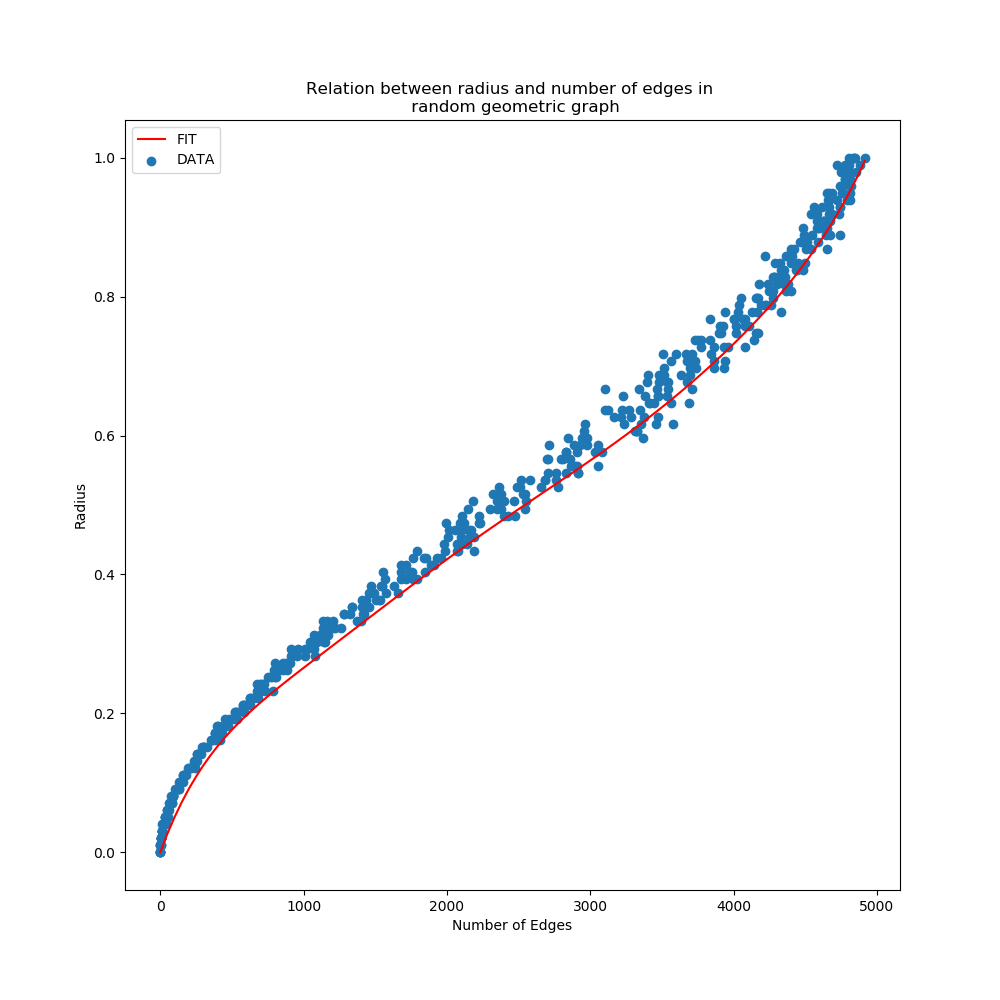 Relation between radius and number of edges in
random geometric graph
FIT
DATA
1.0
0.8
0.6
0.4
0.2
0.0
Radius
0 1000 2000 3000 4000 5000
Number of Edges